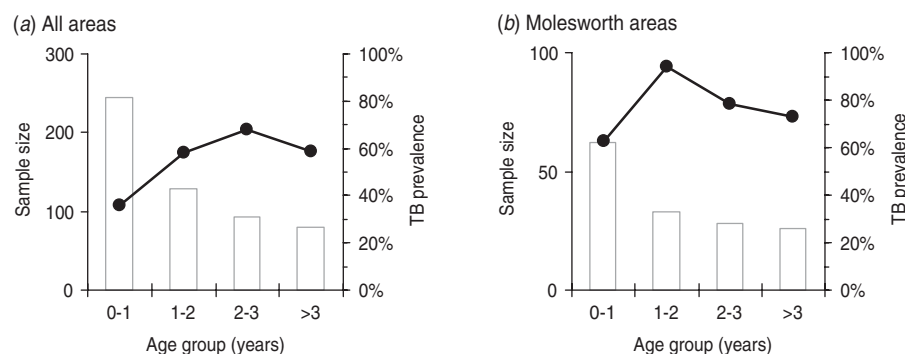 (a) All areas
300
200
100
0
Sample size
100%
80%
60%
40%
20%
0%
TB prevalence
0-1 1-2 2-3 >3
Age group (years)
(b) Molesworth areas
100
50
0
Sample size
100%
80%
60%
40%
20%
0%
TB prevalence
0-1 1-2 2-3 >3
Age group (years)